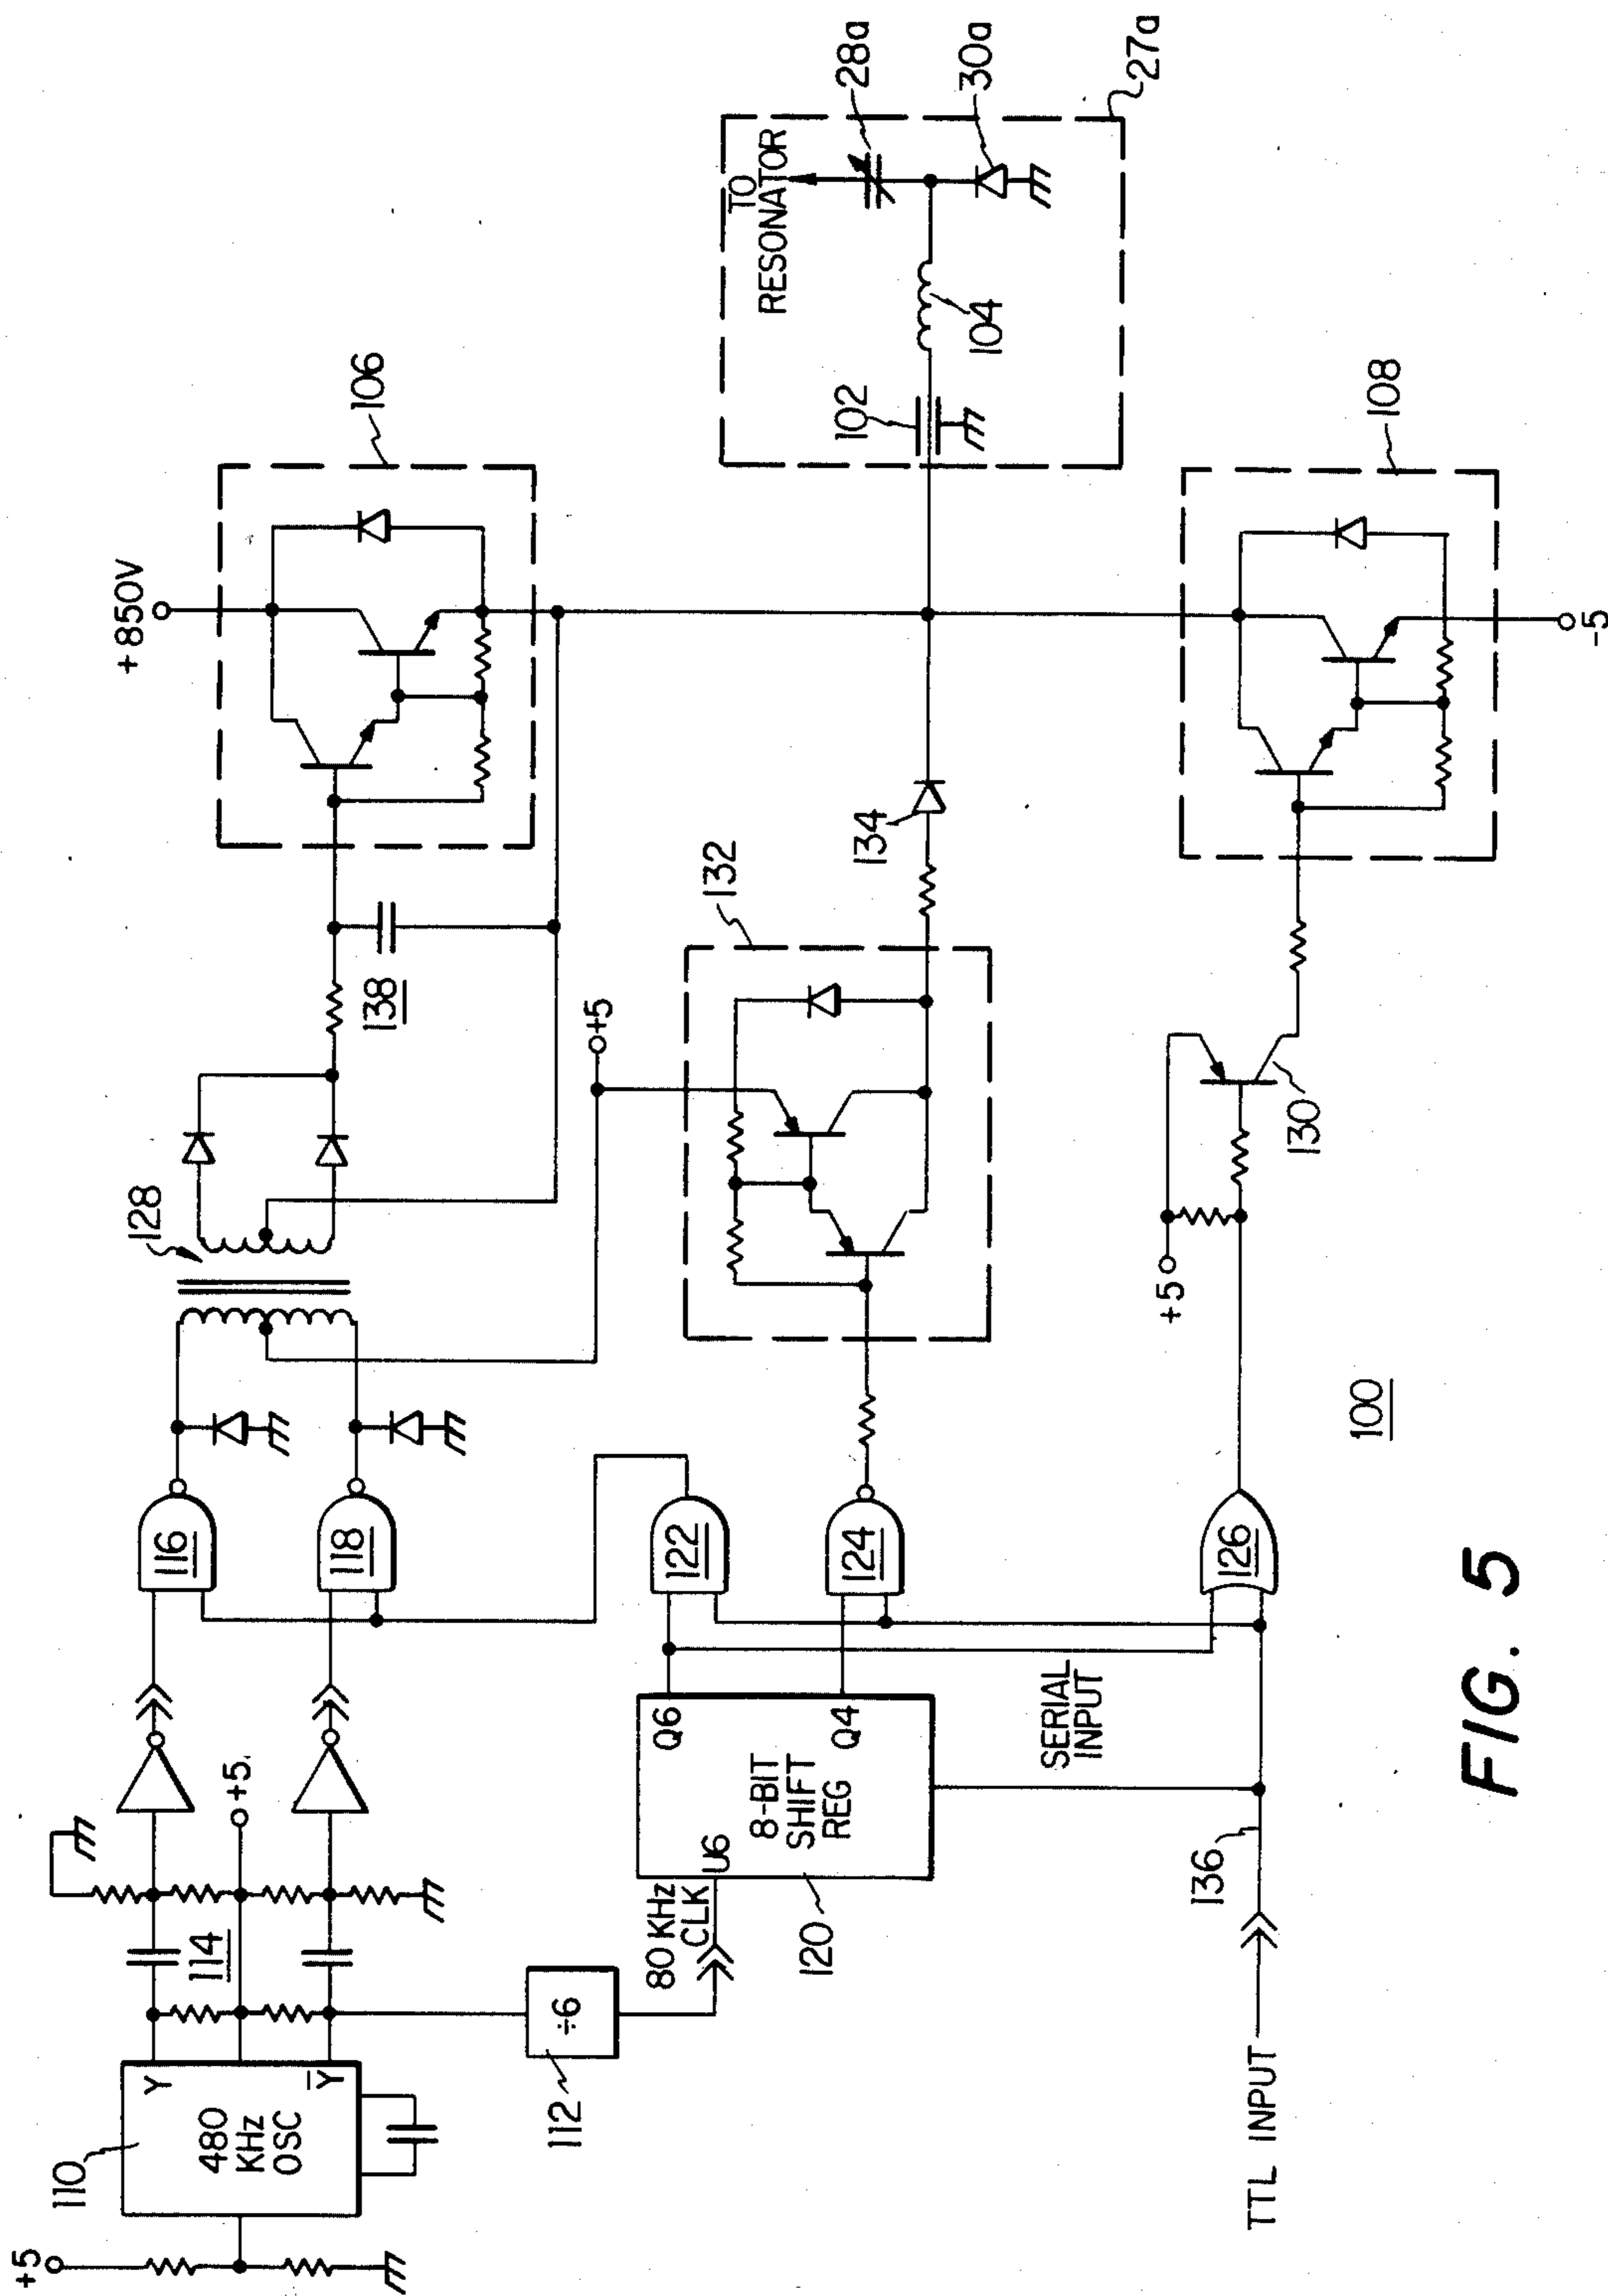 +850V
106
TO
RESONATOR
28a
30a
27a
102
104
128
138
+5
132
134
108
-5
130
+5
116
118
122
124
126
+5
110
480
KHz
OSC
Y
Y̅
+5
114
÷6
112
80 KHz
CLK
U6
Q6
Q4
8-BIT
SHIFT
REG
120
SERIAL
INPUT
136
TTL INPUT
100
FIG. 5